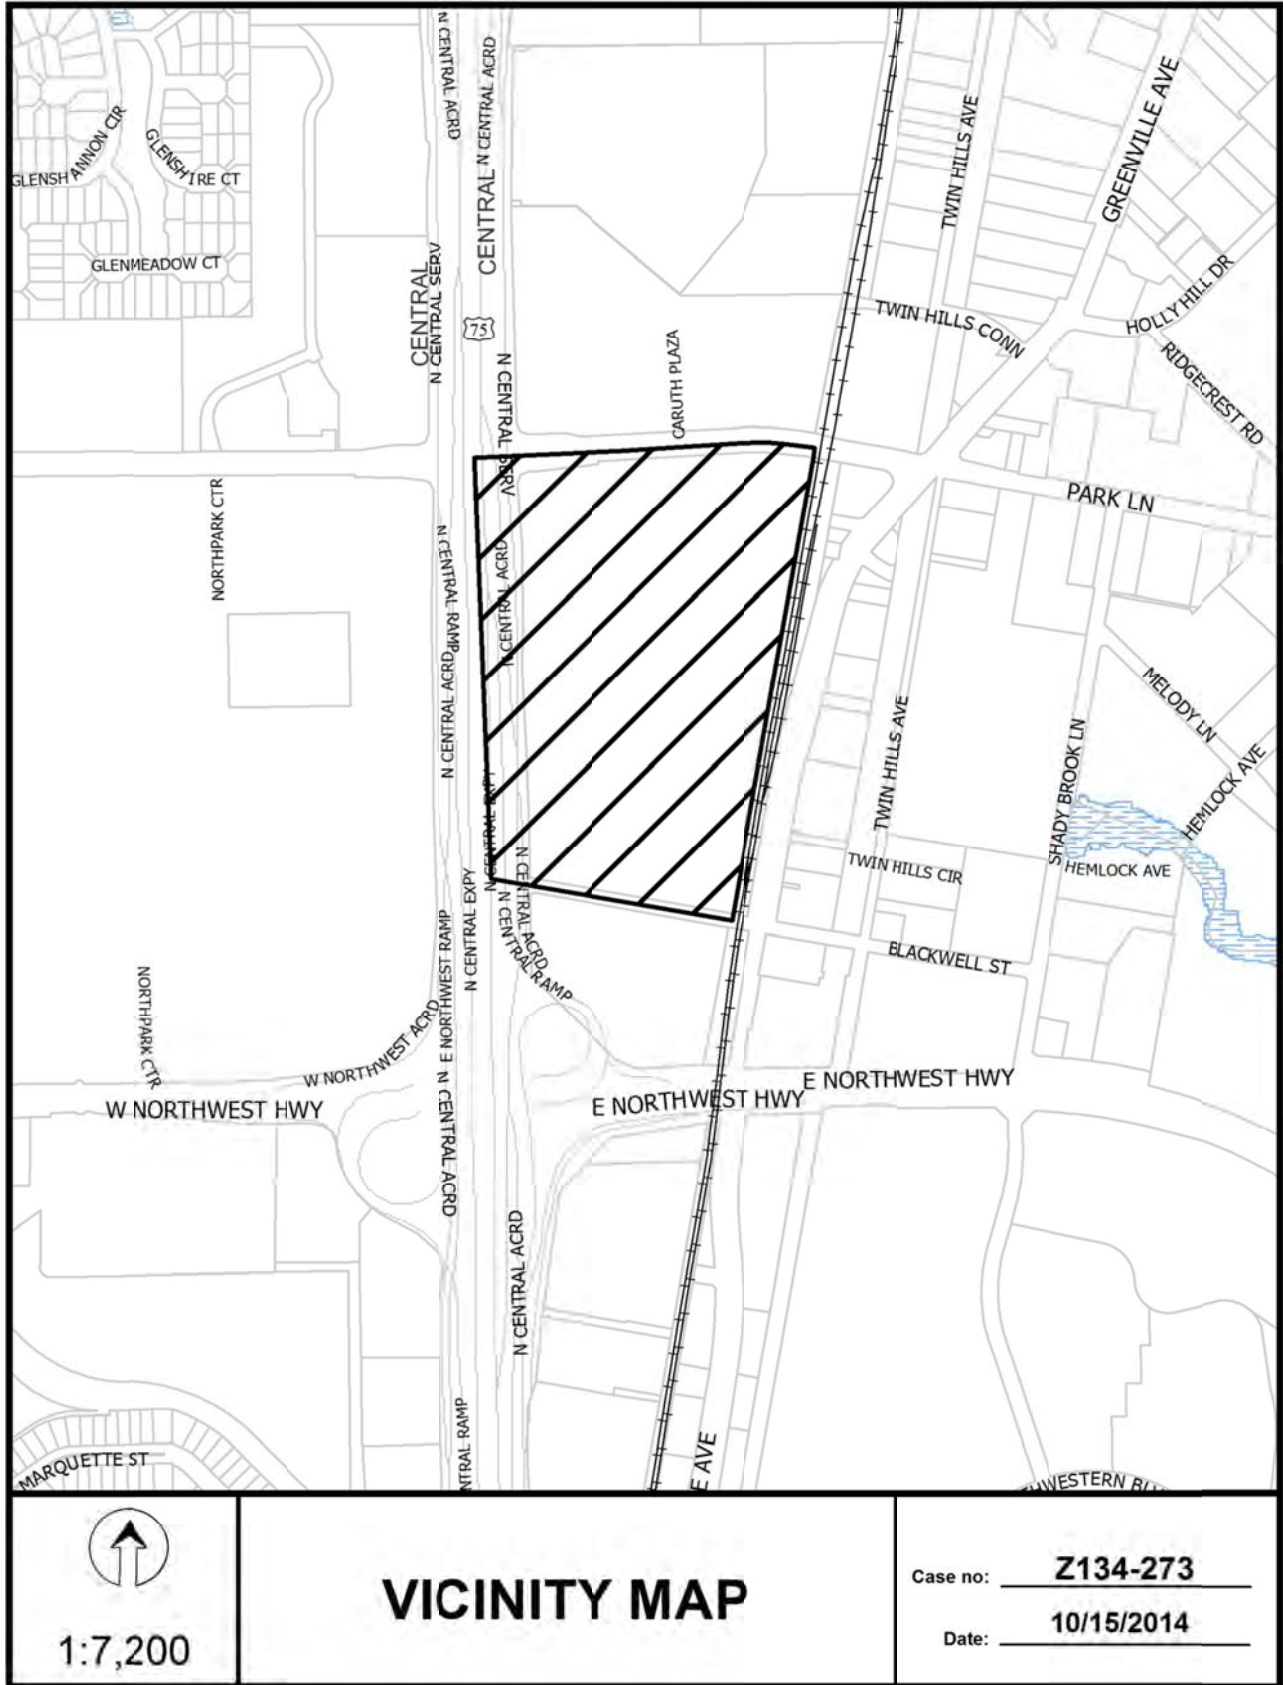 N CENTRAL ACRD
CENTRAL N CENTRAL ACRD
GREENVILLE AVE
TWIN HILLS AVE
GLENSHANNON CIR
GLENSHIRE CT
GLENMEADOW CT
CENTRAL
N CENTRAL SERV
75
HOLLY HILL DR
TWIN HILLS CONN
RIDGECREST RD
CARUTH PLAZA
N CENTRAL SERV
PARK LN
NORTHPARK CTR
N CENTRAL RAMP
N CENTRAL ACRD
N CENTRAL ACRD
MELODY LN
TWIN HILLS AVE
SHADY BROOK LN
HEMLOCK AVE
N CENTRAL
TWIN HILLS CIR
HEMLOCK AVE
N CENTRAL EXPY
N CENTRAL ACRD
N CENTRAL RAMP
BLACKWELL ST
E NORTHWEST RAMP
NORTHPARK CTR
W NORTHWEST ACRD
E NORTHWEST HWY
W NORTHWEST HWY
E NORTHWEST HWY
N CENTRAL ACRD
N CENTRAL ACRD
NTRAL RAMP
E AVE
MARQUETTE ST
HWESTERN BLV
1:7,200
VICINITY MAP
Case no: Z134-273
Date: 10/15/2014